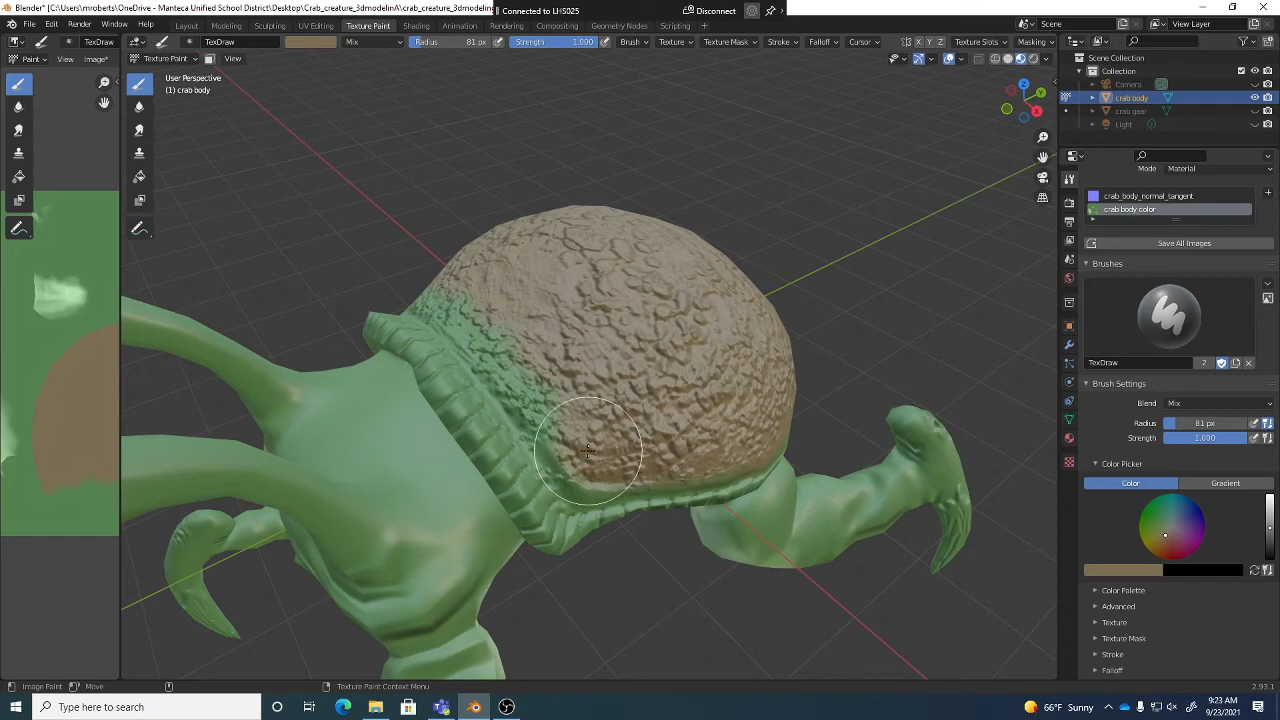 Blender* [C:\Users\mroberts\OneDrive - Manteca Unified School District\Desktop\Crab_creature_3dmodelinA\crab_creature_3dmodelin
Connected to LHS025
Disconnect
File Edit Render Window Help
Layout Modeling Sculpting UV Editing Texture Paint Shading Animation Rendering Compositing Geometry Nodes Scripting +
Scene
View Layer
TexDraw
TexDraw
Mix
Radius 81 px
Strength 1.000
Brush Texture Texture Mask Stroke Falloff Cursor
X Y Z
Texture Slots
Masking
Paint View Image*
Texture Paint
View
User Perspective
(1) crab body
Z
Y
X
Scene Collection
Collection
Camera
crab body
crab gear
Light
Mode Material
crab_body_normal_tangent
crab body color
Save All Images
Brushes
TexDraw 2
Brush Settings
Blend Mix
Radius 81 px
Strength 1.000
Color Picker
Color Gradient
Color Palette
Advanced
Texture
Texture Mask
Stroke
Falloff
Image Paint Move
Texture Paint Context Menu
2.93.1
Type here to search
66°F Sunny
9:23 AM
9/23/2021